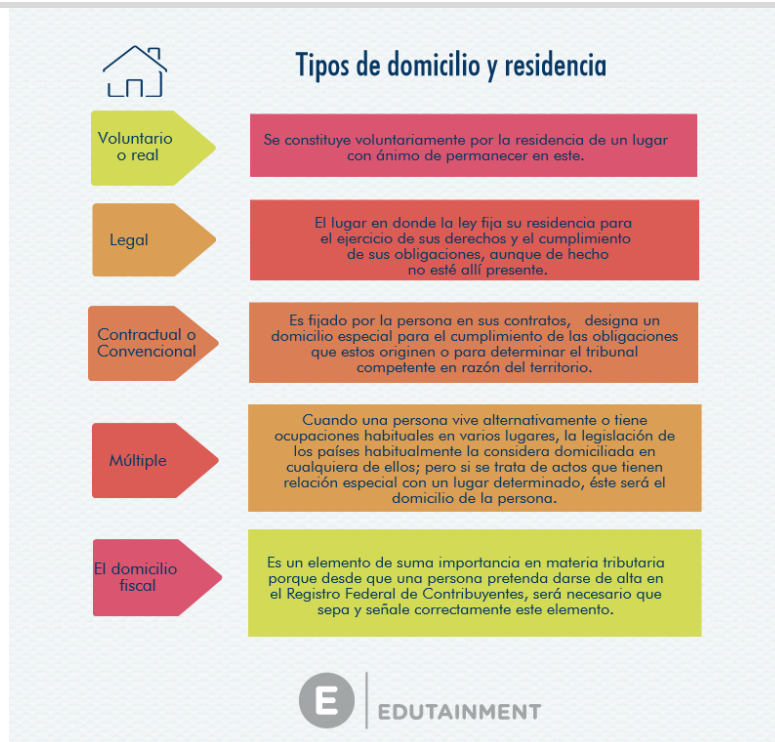 Tipos de domicilio y residencia
Voluntario
o real
Se constituye voluntariamente por la residencia de un lugar
con ánimo de permanecer en este.
Legal
El lugar en donde la ley fija su residencia para
el ejercicio de sus derechos y el cumplimiento
de sus obligaciones, aunque de hecho
no esté allí presente.
Contractual o
Convencional
Es fijado por la persona en sus contratos, designa un
domicilio especial para el cumplimiento de las obligaciones
que estos originen o para determinar el tribunal
competente en razón del territorio.
Múltiple
Cuando una persona vive alternativamente o tiene
ocupaciones habituales en varios lugares, la legislación de
los países habitualmente la considera domiciliada en
cualquiera de ellos; pero si se trata de actos que tienen
relación especial con un lugar determinado, éste será el
domicilio de la persona.
El domicilio
fiscal
Es un elemento de suma importancia en materia tributaria
porque desde que una persona pretenda darse de alta en
el Registro Federal de Contribuyentes, será necesario que
sepa y señale correctamente este elemento.
E
EDUTAINMENT